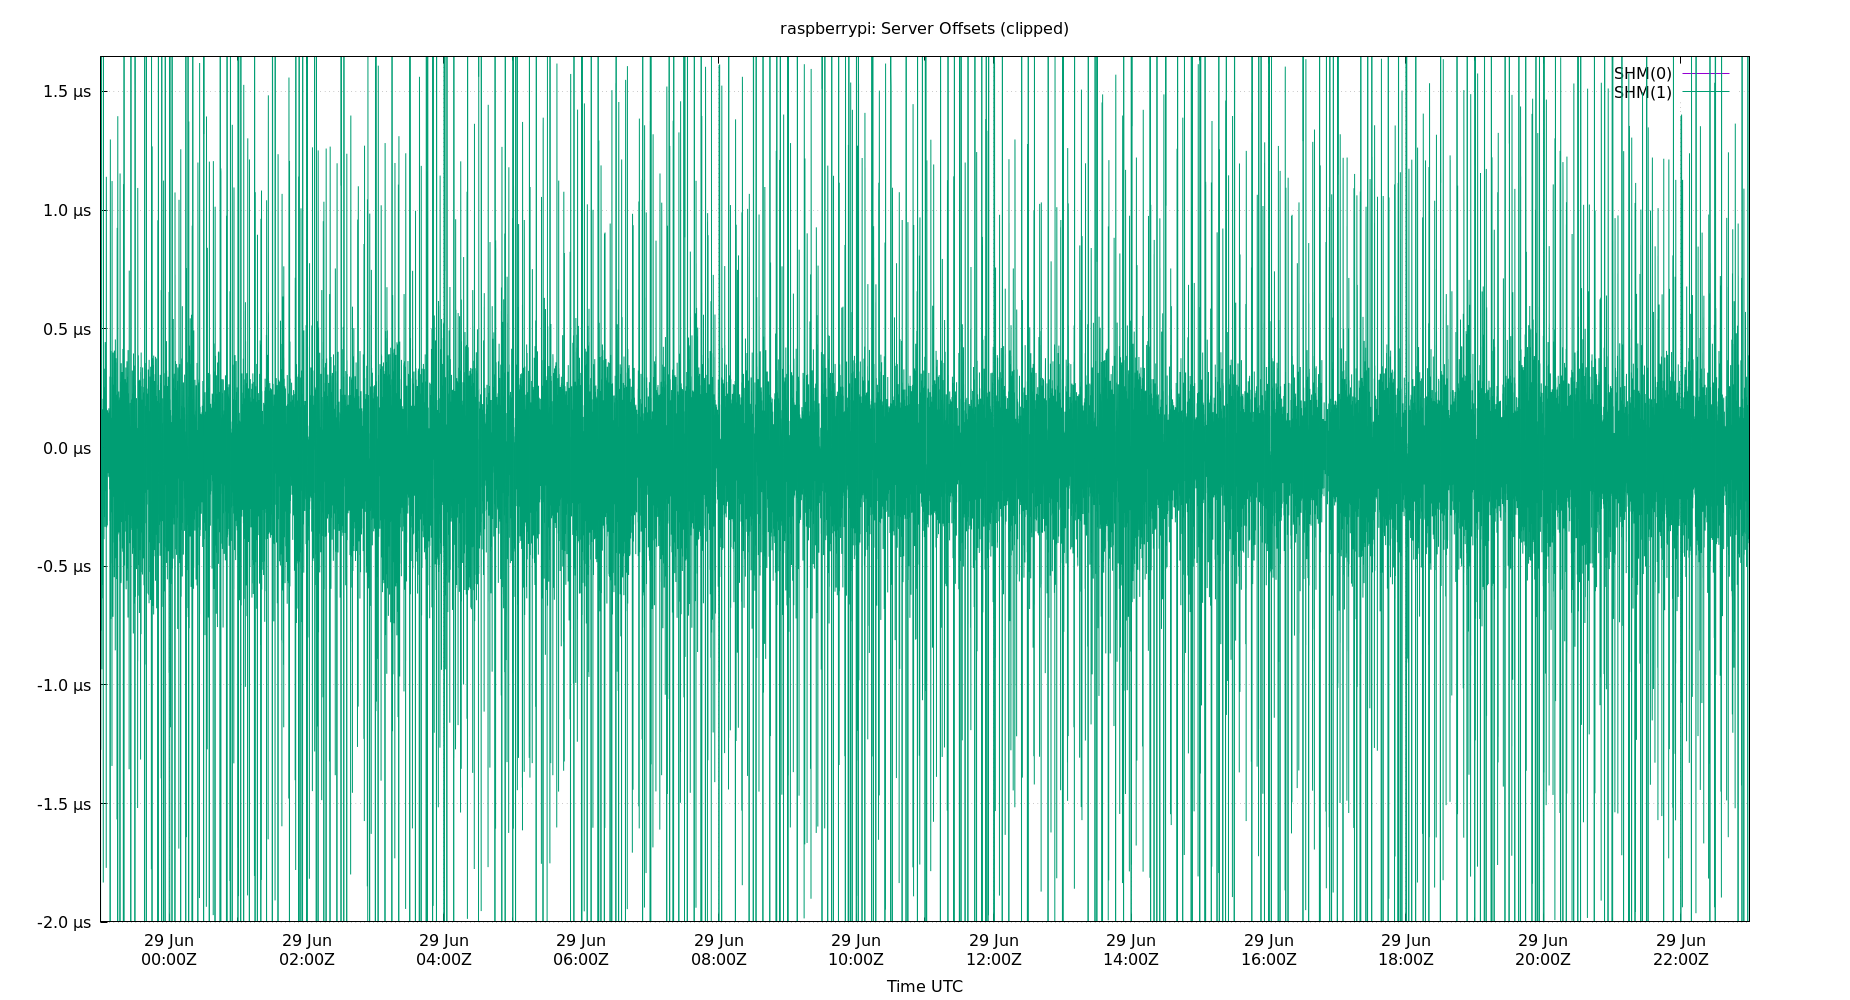 raspberrypi: Server Offsets (clipped)
SHM(0)
SHM(1)
1.5 µs
1.0 µs
0.5 µs
0.0 µs
-0.5 µs
-1.0 µs
-1.5 µs
-2.0 µs
29 Jun 29 Jun 29 Jun 29 Jun 29 Jun 29 Jun 29 Jun 29 Jun 29 Jun 29 Jun 29 Jun 29 Jun
00:00Z 02:00Z 04:00Z 06:00Z 08:00Z 10:00Z 12:00Z 14:00Z 16:00Z 18:00Z 20:00Z 22:00Z
Time UTC